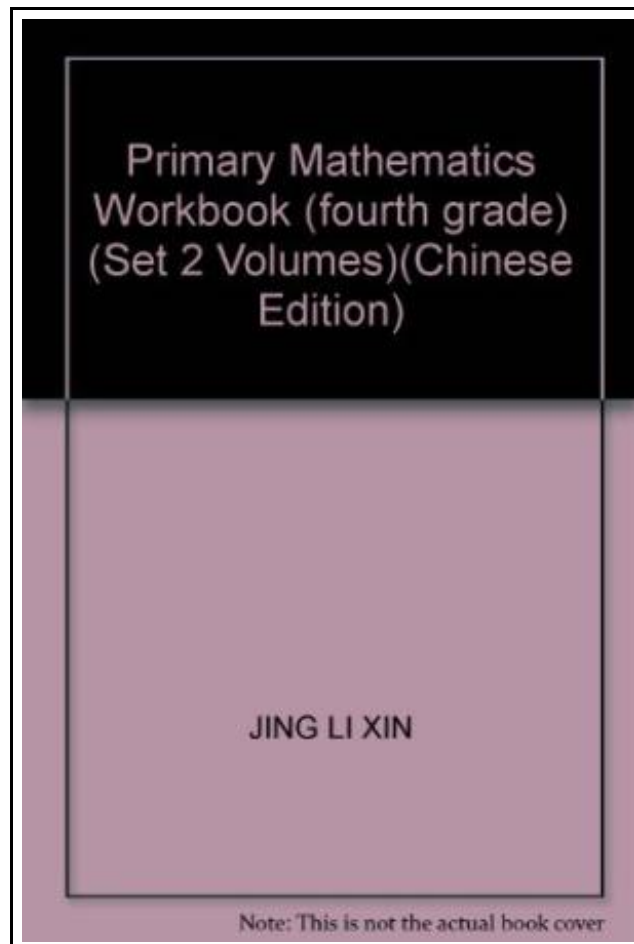 Primary Mathematics
Workbook (fourth grade)
(Set 2 Volumes)(Chinese
Edition)
JING LI XIN
Note: This is not the actual book cover